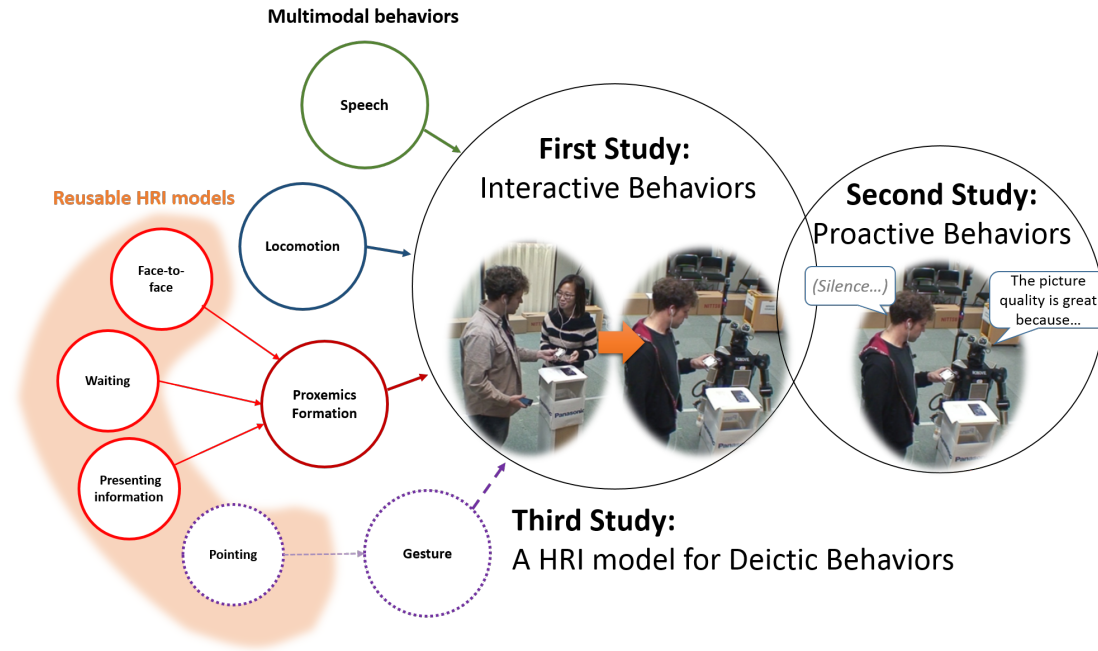 Multimodal behaviors
Speech
First Study:
Interactive Behaviors
Second Study:
Proactive Behaviors
Reusable HRI models
Locomotion
Face-to-
face
(Silence...)
The picture
quality is great
because...
Waiting
Proxemics
Formation
Panasonic
Presenting
information
Pointing
Gesture
Third Study:
A HRI model for Deictic Behaviors